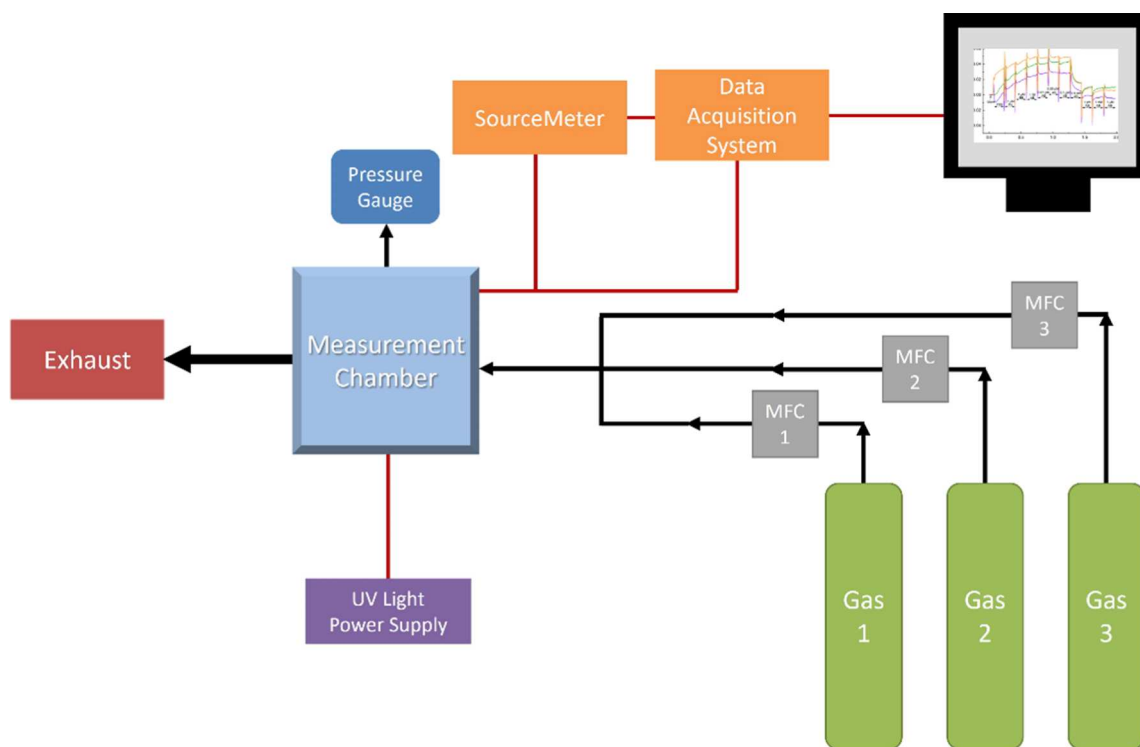 Data
Acquisition
System
SourceMeter
Pressure
Gauge
MFC
3
Measurement
Chamber
Exhaust
MFC
2
MFC
1
UV Light
Power Supply
Gas
1
Gas
2
Gas
3